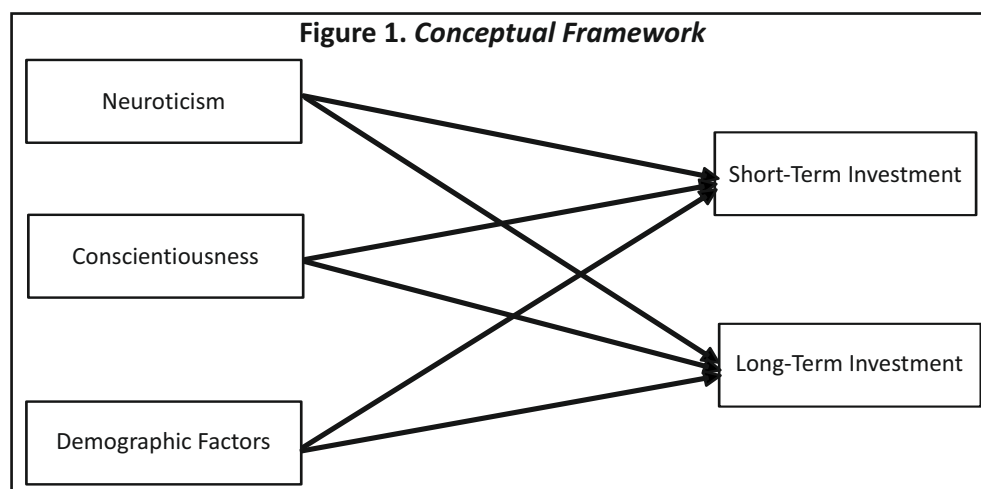 Figure 1. Conceptual Framework
Neuroticism
Short-Term Investment
Conscientiousness
Long-Term Investment
Demographic Factors